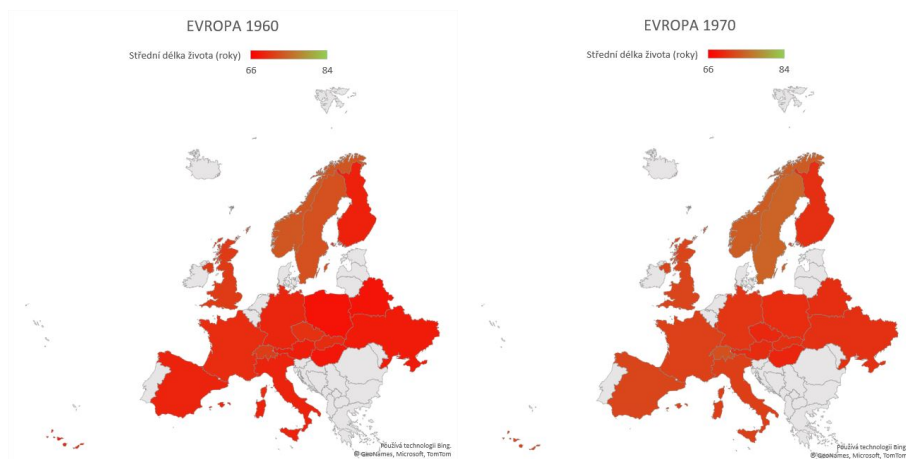 EVROPA 1960
Střední délka života (roky)
66 84
Používá technologii Bing.
© GeoNames, Microsoft, TomTom
EVROPA 1970
Střední délka života (roky)
66 84
Používá technologii Bing.
© GeoNames, Microsoft, TomTom